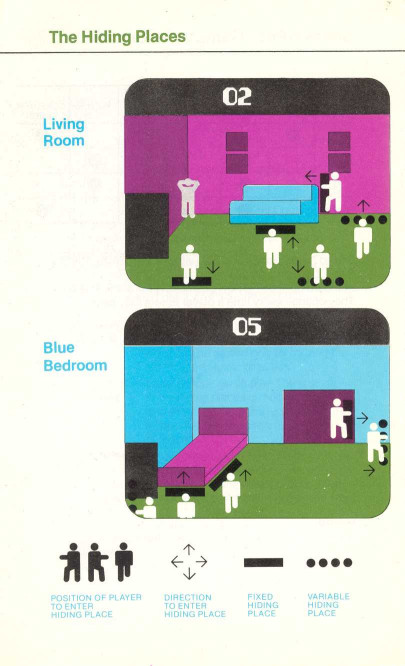 The Hiding Places
02
Living
Room
05
Blue
Bedroom
POSITION OF PLAYER
TO ENTER
HIDING PLACE
DIRECTION
TO ENTER
HIDING PLACE
FIXED
HIDING
PLACE
VARIABLE
HIDING
PLACE